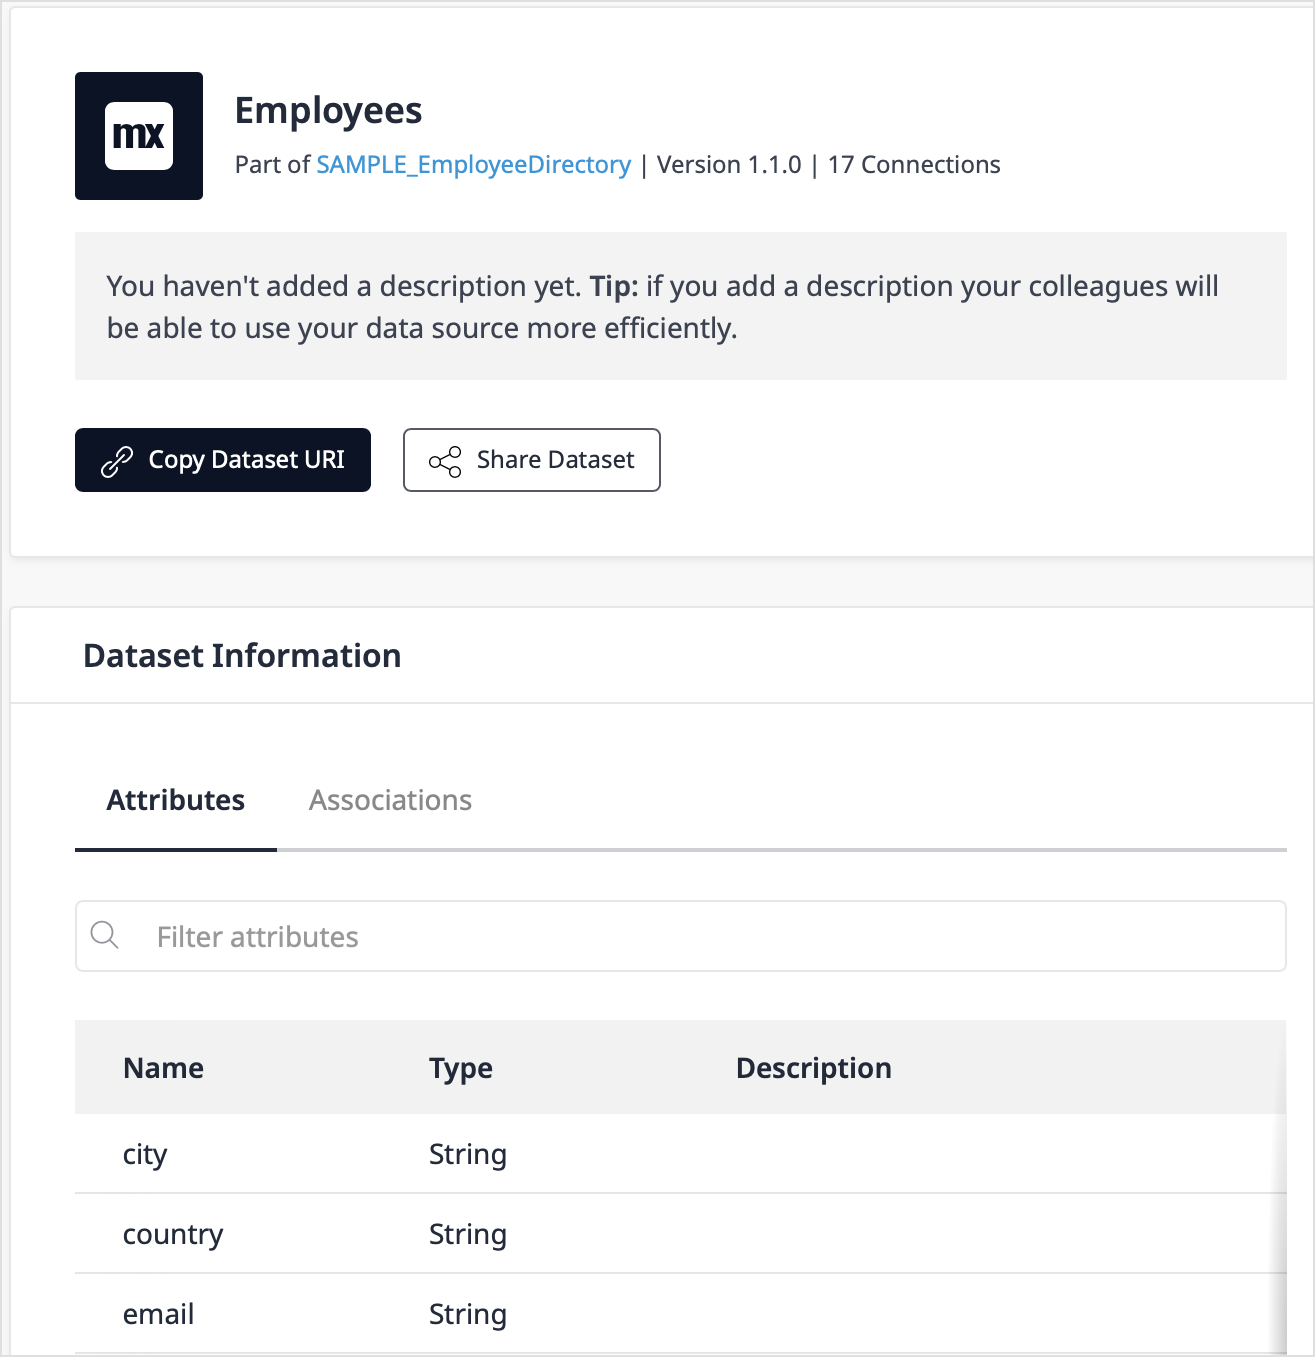 mx
Employees
Part of SAMPLE_EmployeeDirectory | Version 1.1.0 | 17 Connections
You haven't added a description yet. Tip: if you add a description your colleagues will
be able to use your data source more efficiently.
Copy Dataset URI
Share Dataset
Dataset Information
Attributes Associations
Filter attributes
Name Type Description
city String
country String
email String